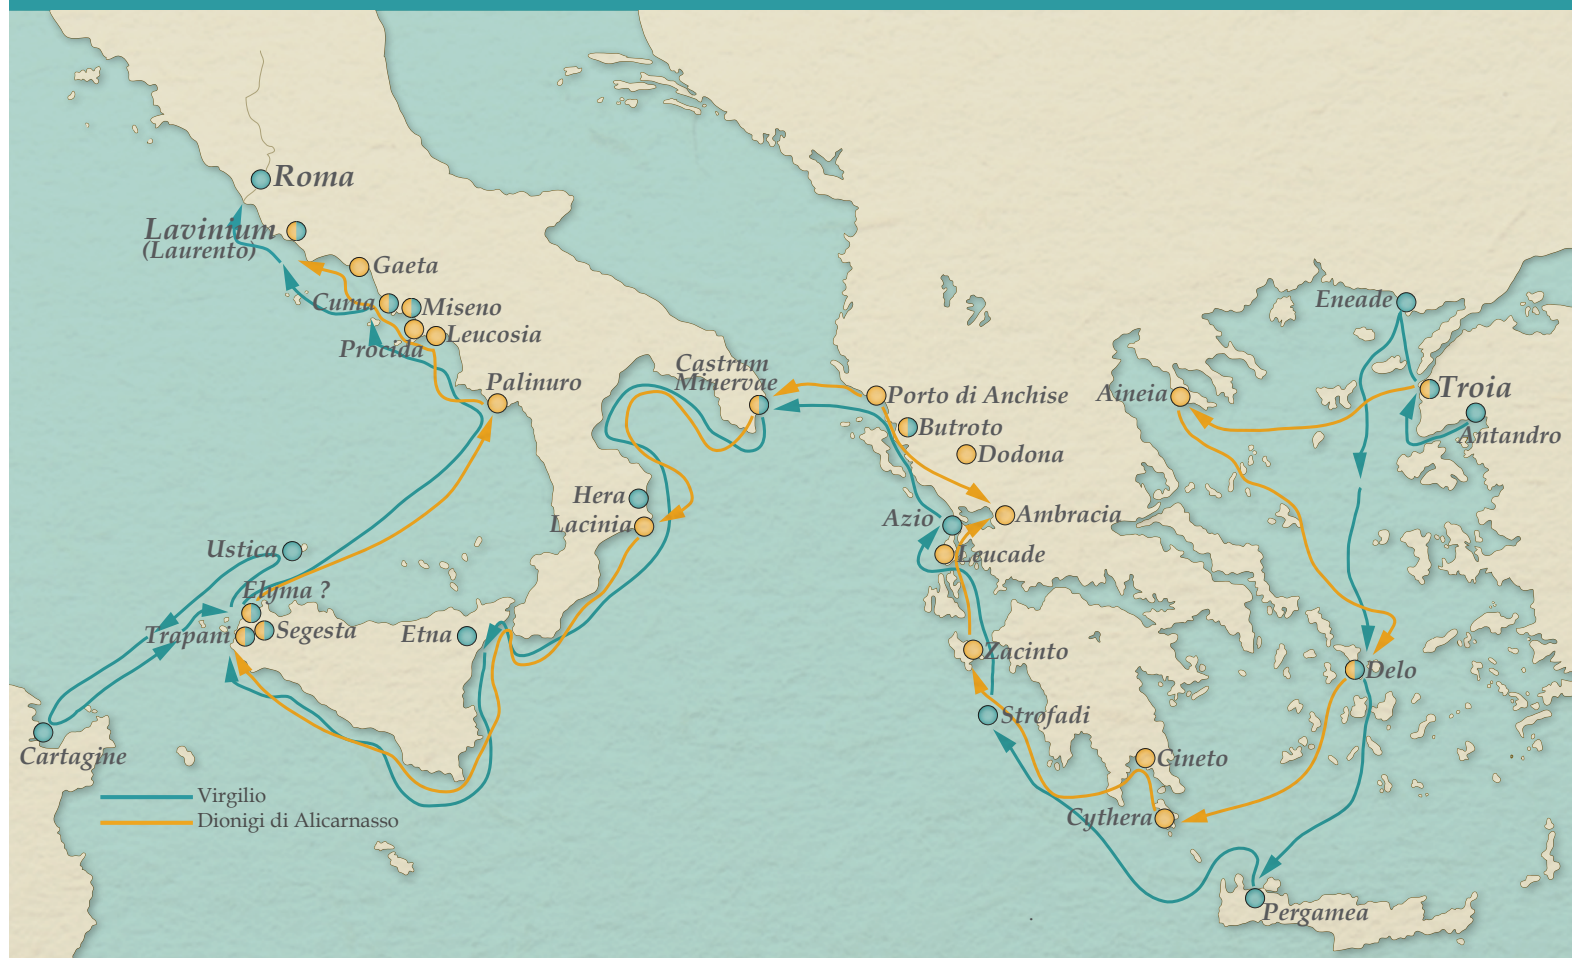 Roma
Lavinium
(Laurento)
Gaeta
Cuma
Miseno
Leucosia
Procida
Palinuro
Castrum
Minervae
Eneade
Troia
Antandro
Aineia
Porto di Anchise
Butroto
Dodona
Hera
Lacinia
Azio
Ambracia
Leucade
Ustica
Elyma ?
Trapani
Segesta
Etna
Zacinto
Delo
Strofadi
Cartagine
Gineto
Cythera
Pergamea
Virgilio
Dionigi di Alicarnasso